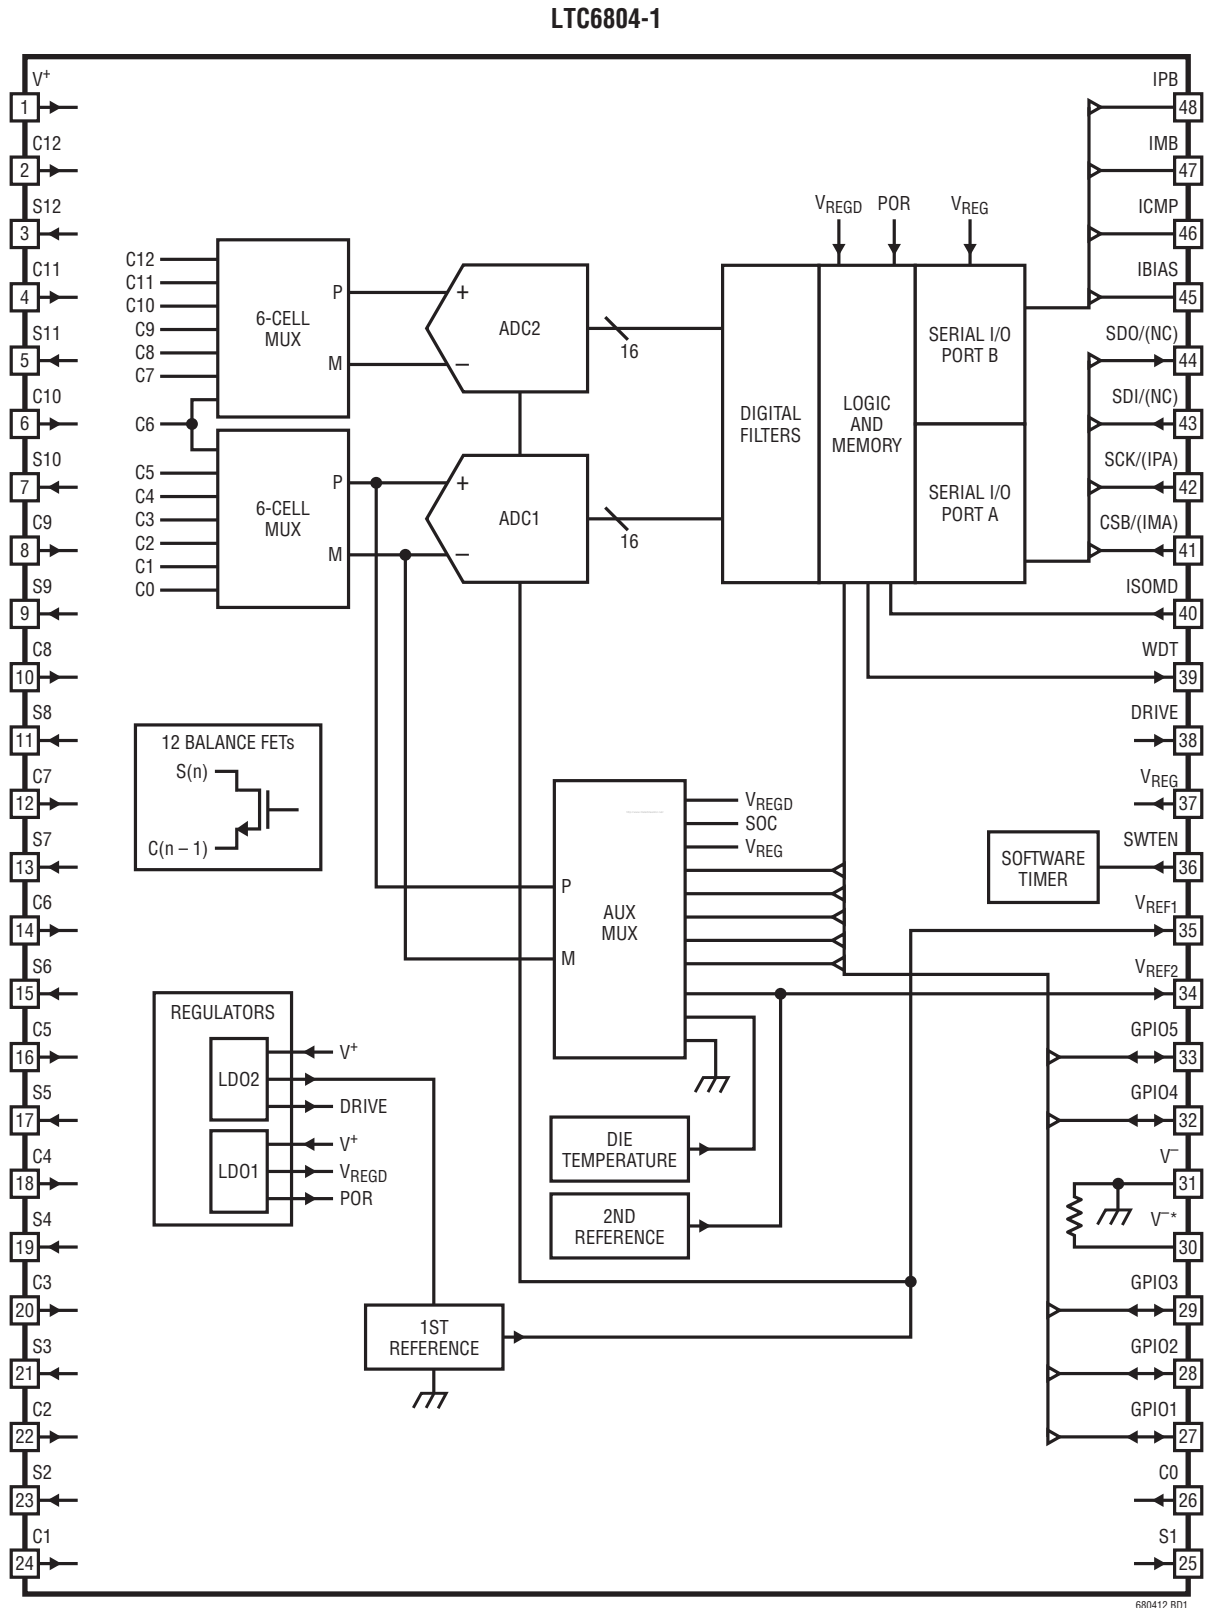 LTC6804-1
V+
1
C12
2
S12
3
C11
4
S11
5
C10
6
S10
7
C9
8
S9
9
C8
10
S8
11
C7
12
S7
13
C6
14
S6
15
C5
16
S5
17
C4
18
S4
19
C3
20
S3
21
C2
22
S2
23
C1
24
C12
C11
C10
C9
C8
C7
C6
C5
C4
C3
C2
C1
C0
6-CELL
MUX
P
M
6-CELL
MUX
P
M
+
–
ADC2
16
+
–
ADC1
16
DIGITAL
FILTERS
VREGD
POR
VREG
LOGIC
AND
MEMORY
SERIAL I/O
PORT B
SERIAL I/O
PORT A
12 BALANCE FETs
S(n)
C(n – 1)
P
M
AUX
MUX
VREGD
SOC
VREG
REGULATORS
LDO2
V+
DRIVE
LDO1
V+
VREGD
POR
DIE
TEMPERATURE
2ND
REFERENCE
1ST
REFERENCE
SOFTWARE
TIMER
IPB
48
IMB
47
ICMP
46
IBIAS
45
SDO/(NC)
44
SDI/(NC)
43
SCK/(IPA)
42
CSB/(IMA)
41
ISOMD
40
WDT
39
DRIVE
38
VREG
37
SWTEN
36
VREF1
35
VREF2
34
GPIO5
33
GPIO4
32
V–
31
V–*
30
GPIO3
29
GPIO2
28
GPIO1
27
C0
26
S1
25
680412 BD1